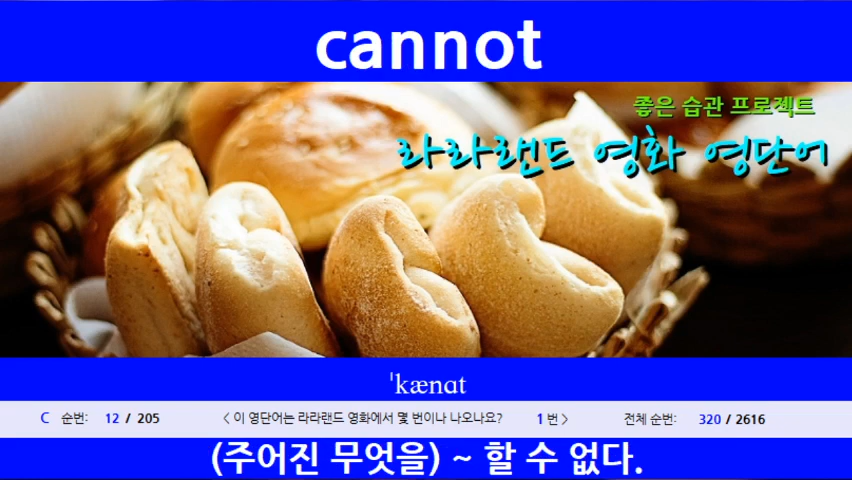 cannot
좋은 습관 프로젝트
라라랜드 영화 영단어
ˈkænɑt
C 순번: 12 / 205 < 이 영단어는 라라랜드 영화에서 몇 번이나 나오나요? 1 번 > 전체 순번: 320 / 2616
(주어진 무엇을) ~ 할 수 없다.